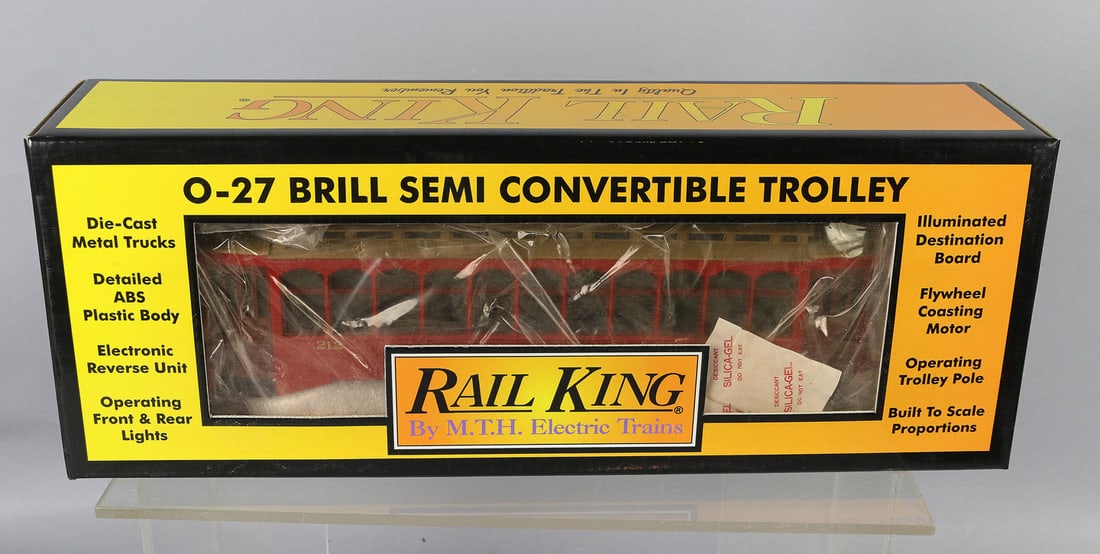 Quality In The Tradition You Remember
RAIL KING®
O-27 BRILL SEMI CONVERTIBLE TROLLEY
Die-Cast
Metal Trucks
Detailed
ABS
Plastic Body
Electronic
Reverse Unit
Operating
Front & Rear
Lights
Illuminated
Destination
Board
Flywheel
Coasting
Motor
Operating
Trolley Pole
Built To Scale
Proportions
212
RAIL KING®
By M.T.H. Electric Trains
DESICCANT
SILICA-GEL
DO NOT EAT
EL
DESICCANT
SILICA-GEL
DO NOT EAT